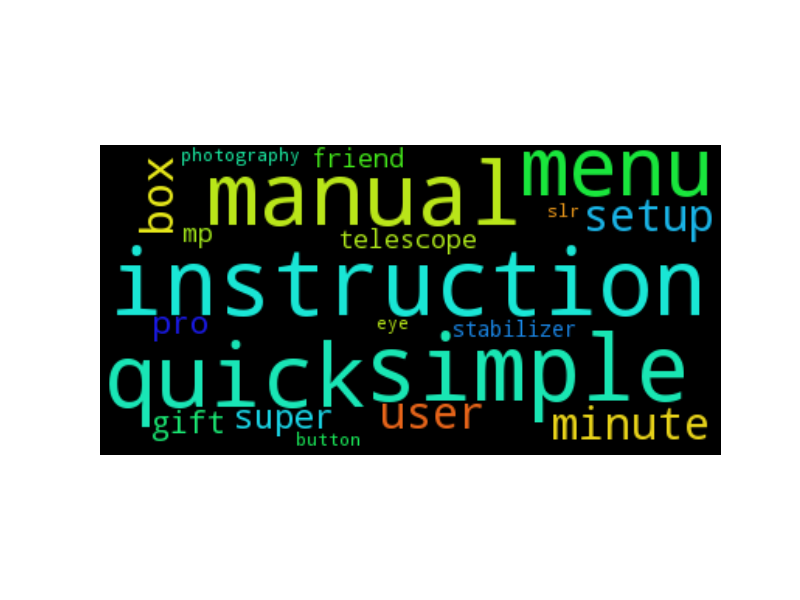 photography friend menu
box manual
slr setup
mp telescope
instruction
pro eye stabilizer
quick simple
gift super user minute
button